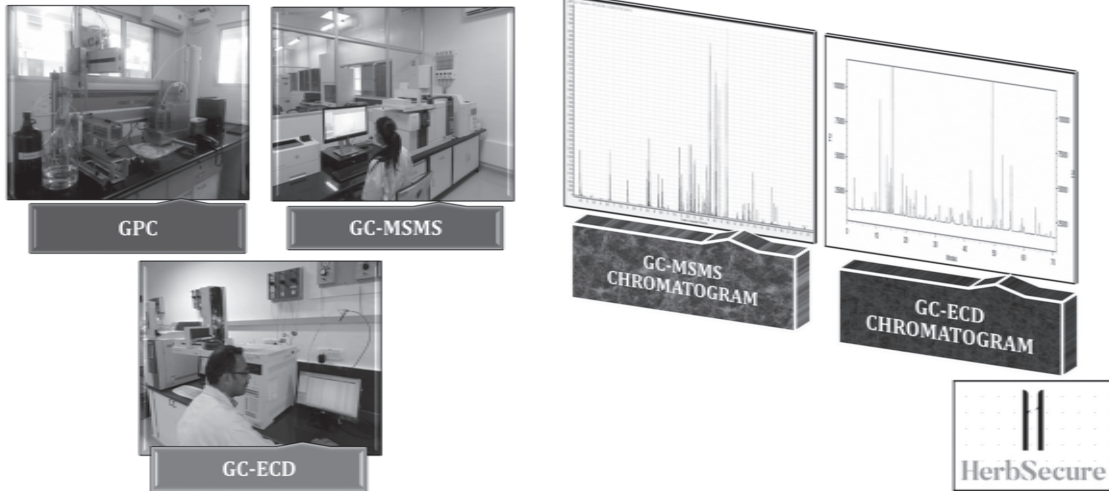 GPC
GC-MSMS
GC-ECD
GC-MSMS
CHROMATOGRAM
GC-ECD
CHROMATOGRAM
HerbSecure